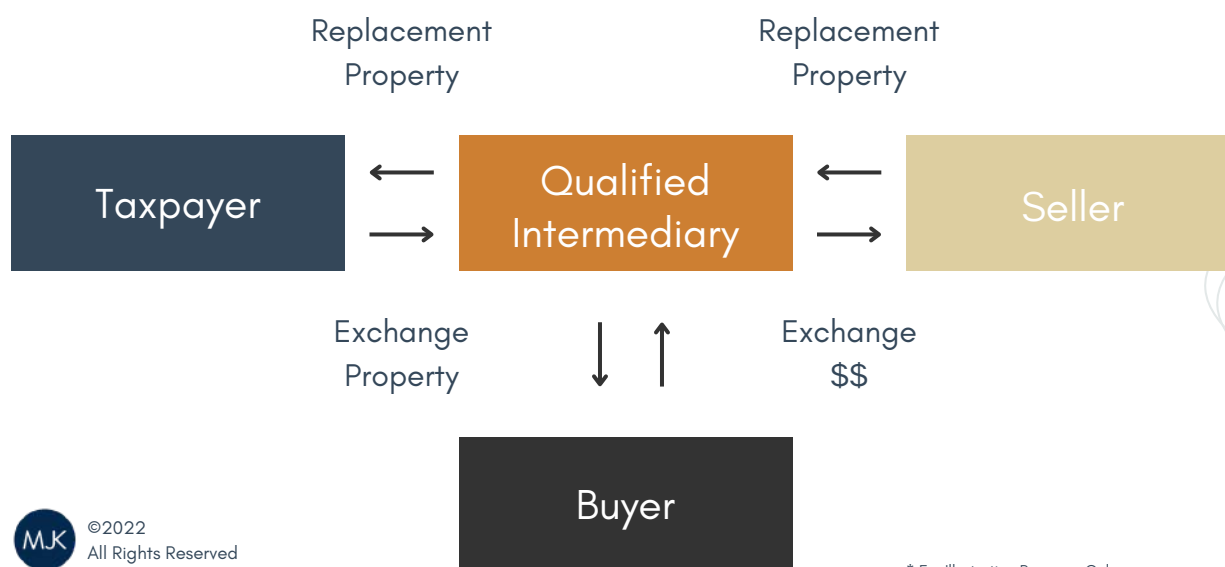 Replacement
Property
Replacement
Property
Taxpayer
Qualified
Intermediary
Seller
Exchange
Property
Exchange
$$
Buyer
MJK
©2022
All Rights Reserved